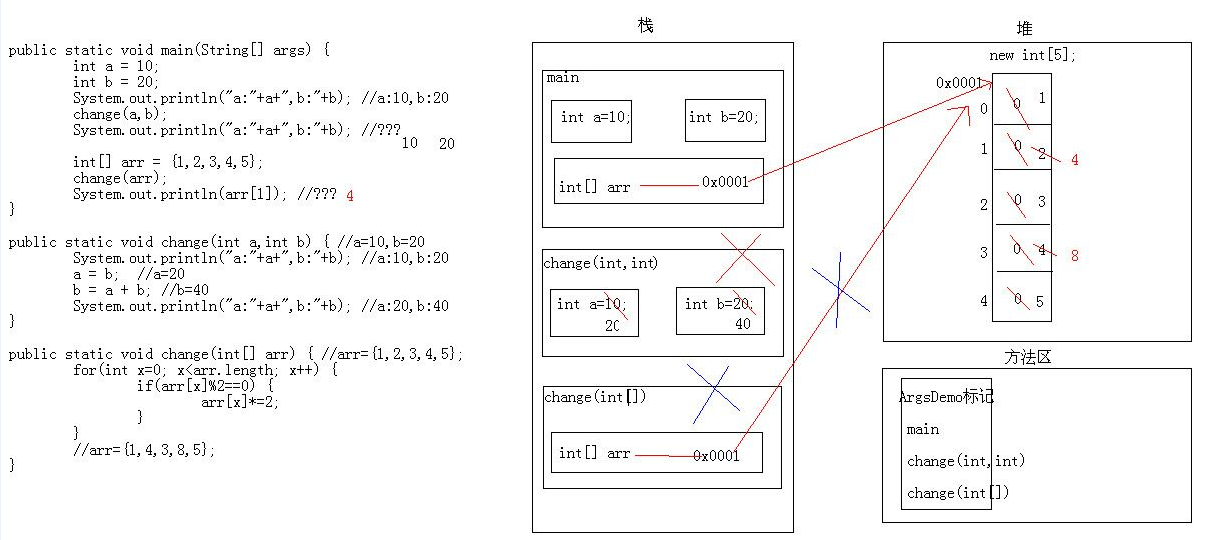 public static void main(String[] args) {
int a = 10;
int b = 20;
System.out.println("a:"+a+",b:"+b); //a:10,b:20
change(a,b);
System.out.println("a:"+a+",b:"+b); //???
10 20
int[] arr = {1,2,3,4,5};
change(arr);
System.out.println(arr[1]); //??? 4
}
public static void change(int a,int b) { //a=10,b=20
System.out.println("a:"+a+",b:"+b); //a:10,b:20
a = b; //a=20
b = a + b; //b=40
System.out.println("a:"+a+",b:"+b); //a:20,b:40
}
public static void change(int[] arr) { //arr={1,2,3,4,5};
for(int x=0; x<arr.length; x++) {
if(arr[x]%2==0) {
arr[x]*=2;
}
}
//arr={1,4,3,8,5};
}
栈
main
int a=10;
int b=20;
int[] arr
0x0001
change(int,int)
int a=10;
20
int b=20;
40
change(int[])
int[] arr
0x0001
堆
new int[5];
0x0001
0 0 1
1 0 2 4
2 0 3
3 0 4 8
4 0 5
方法区
ArgsDemo标记
main
change(int,int)
change(int[])